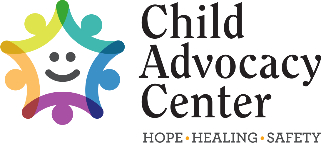 Child
Advocacy
Center
HOPE • HEALING • SAFETY